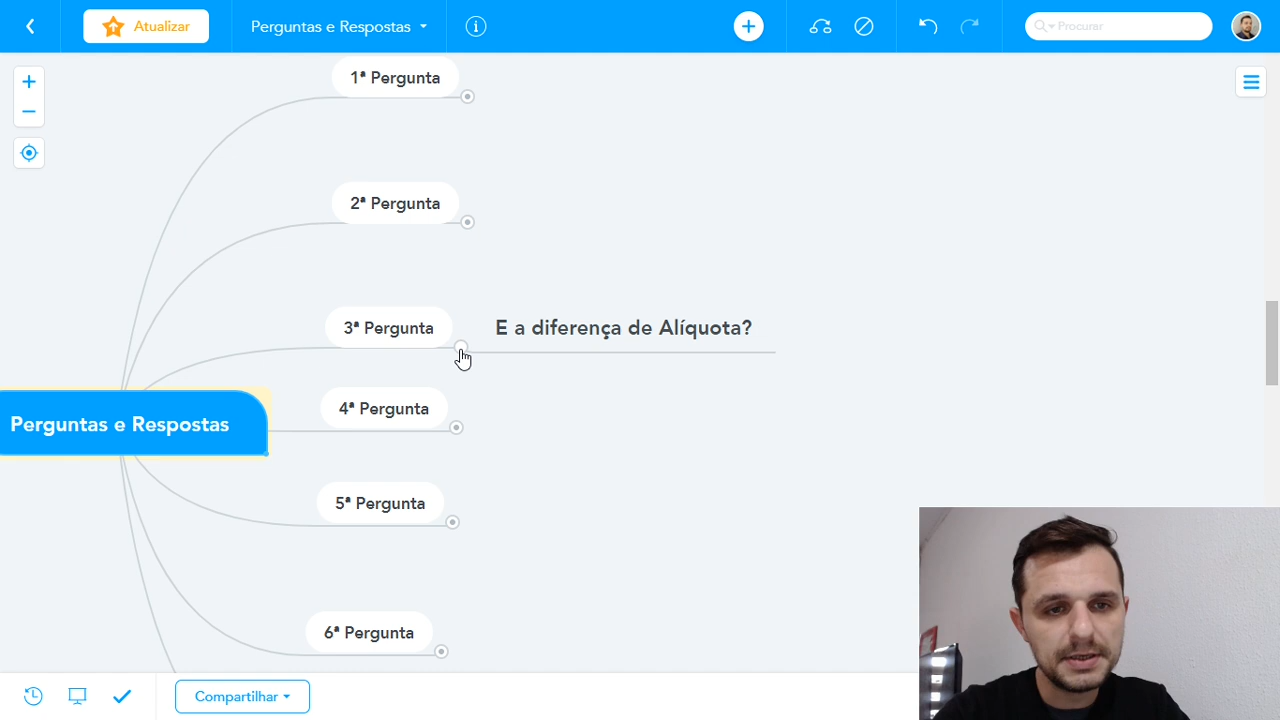 Atualizar
Perguntas e Respostas
Procurar
1ª Pergunta
2ª Pergunta
3ª Pergunta
E a diferença de Alíquota?
4ª Pergunta
Perguntas e Respostas
5ª Pergunta
6ª Pergunta
Compartilhar